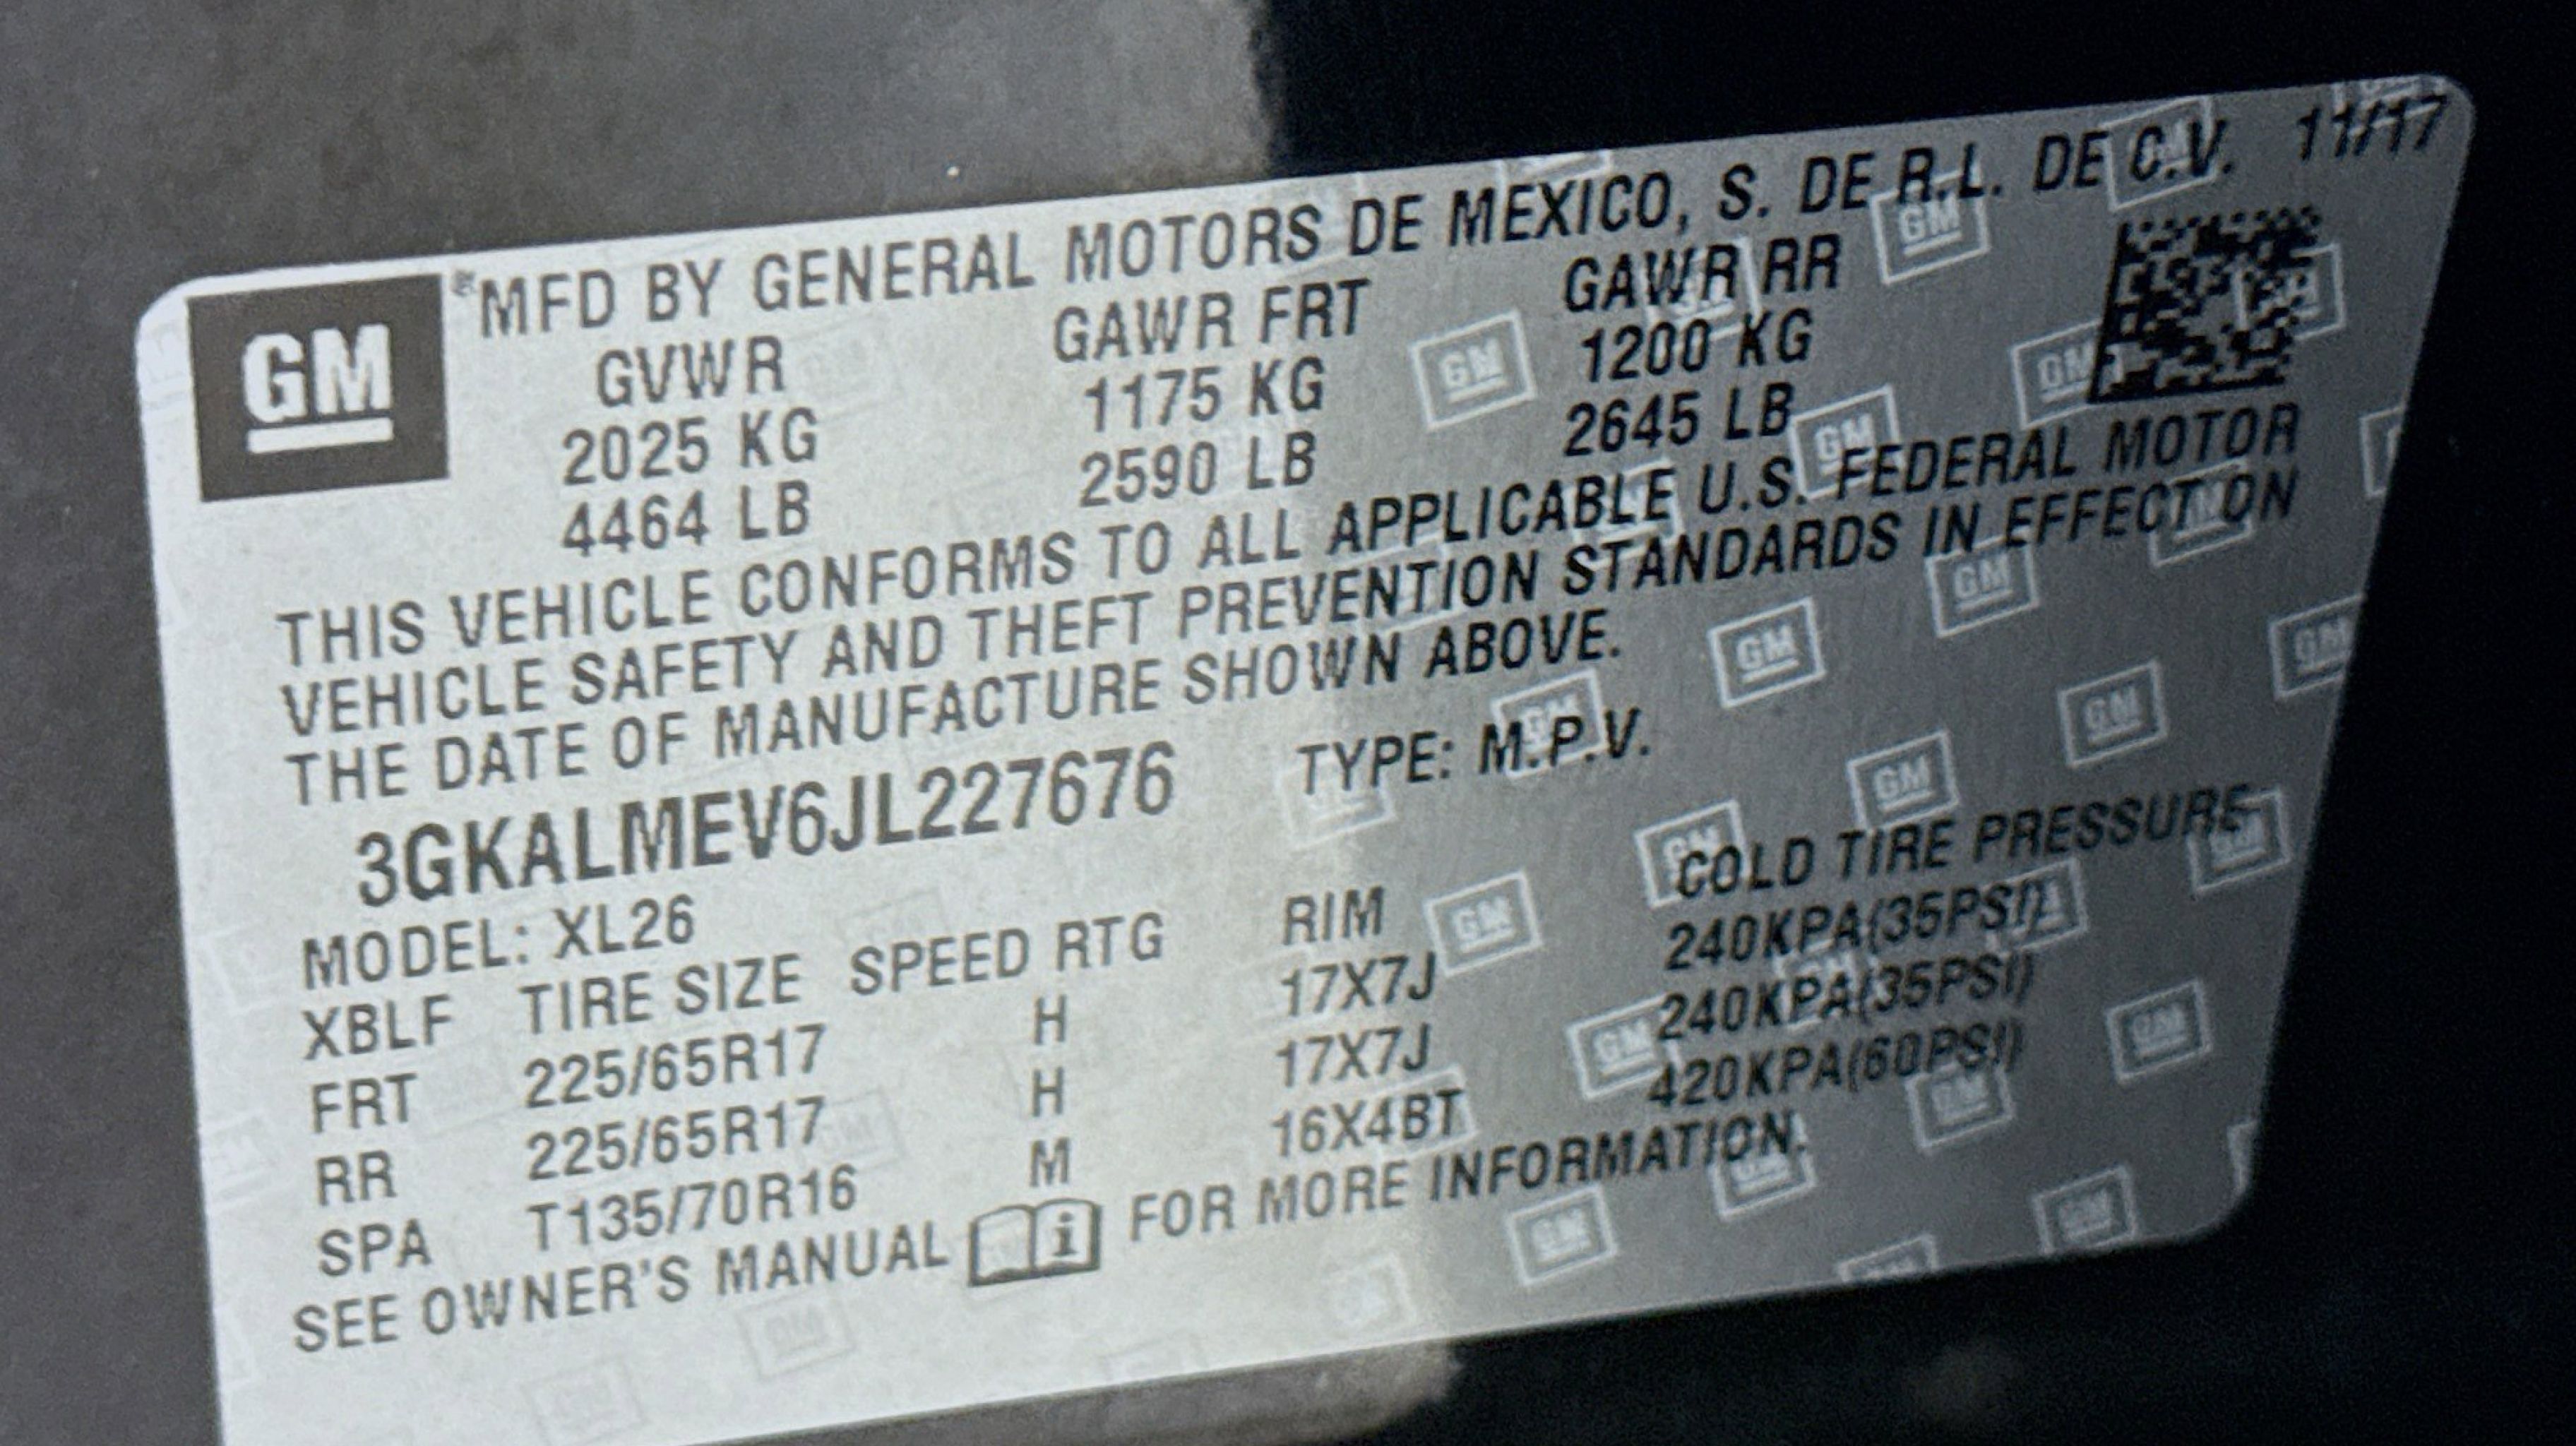 GM
MFD BY GENERAL MOTORS DE MEXICO, S. DE R.L. DE C.V. 11/17
GVWR GAWR FRT GAWR RR
2025 KG 1175 KG 1200 KG
4464 LB 2590 LB 2645 LB
THIS VEHICLE CONFORMS TO ALL APPLICABLE U.S. FEDERAL MOTOR
VEHICLE SAFETY AND THEFT PREVENTION STANDARDS IN EFFECT ON
THE DATE OF MANUFACTURE SHOWN ABOVE.
3GKALMEV6JL227676 TYPE: M.P.V.
MODEL: XL26
XBLF TIRE SIZE SPEED RTG RIM COLD TIRE PRESSURE
FRT 225/65R17 H 17X7J 240KPA(35PSI)
RR 225/65R17 H 17X7J 240KPA(35PSI)
SPA T135/70R16 M 16X4BT 420KPA(60PSI)
SEE OWNER'S MANUAL i FOR MORE INFORMATION.